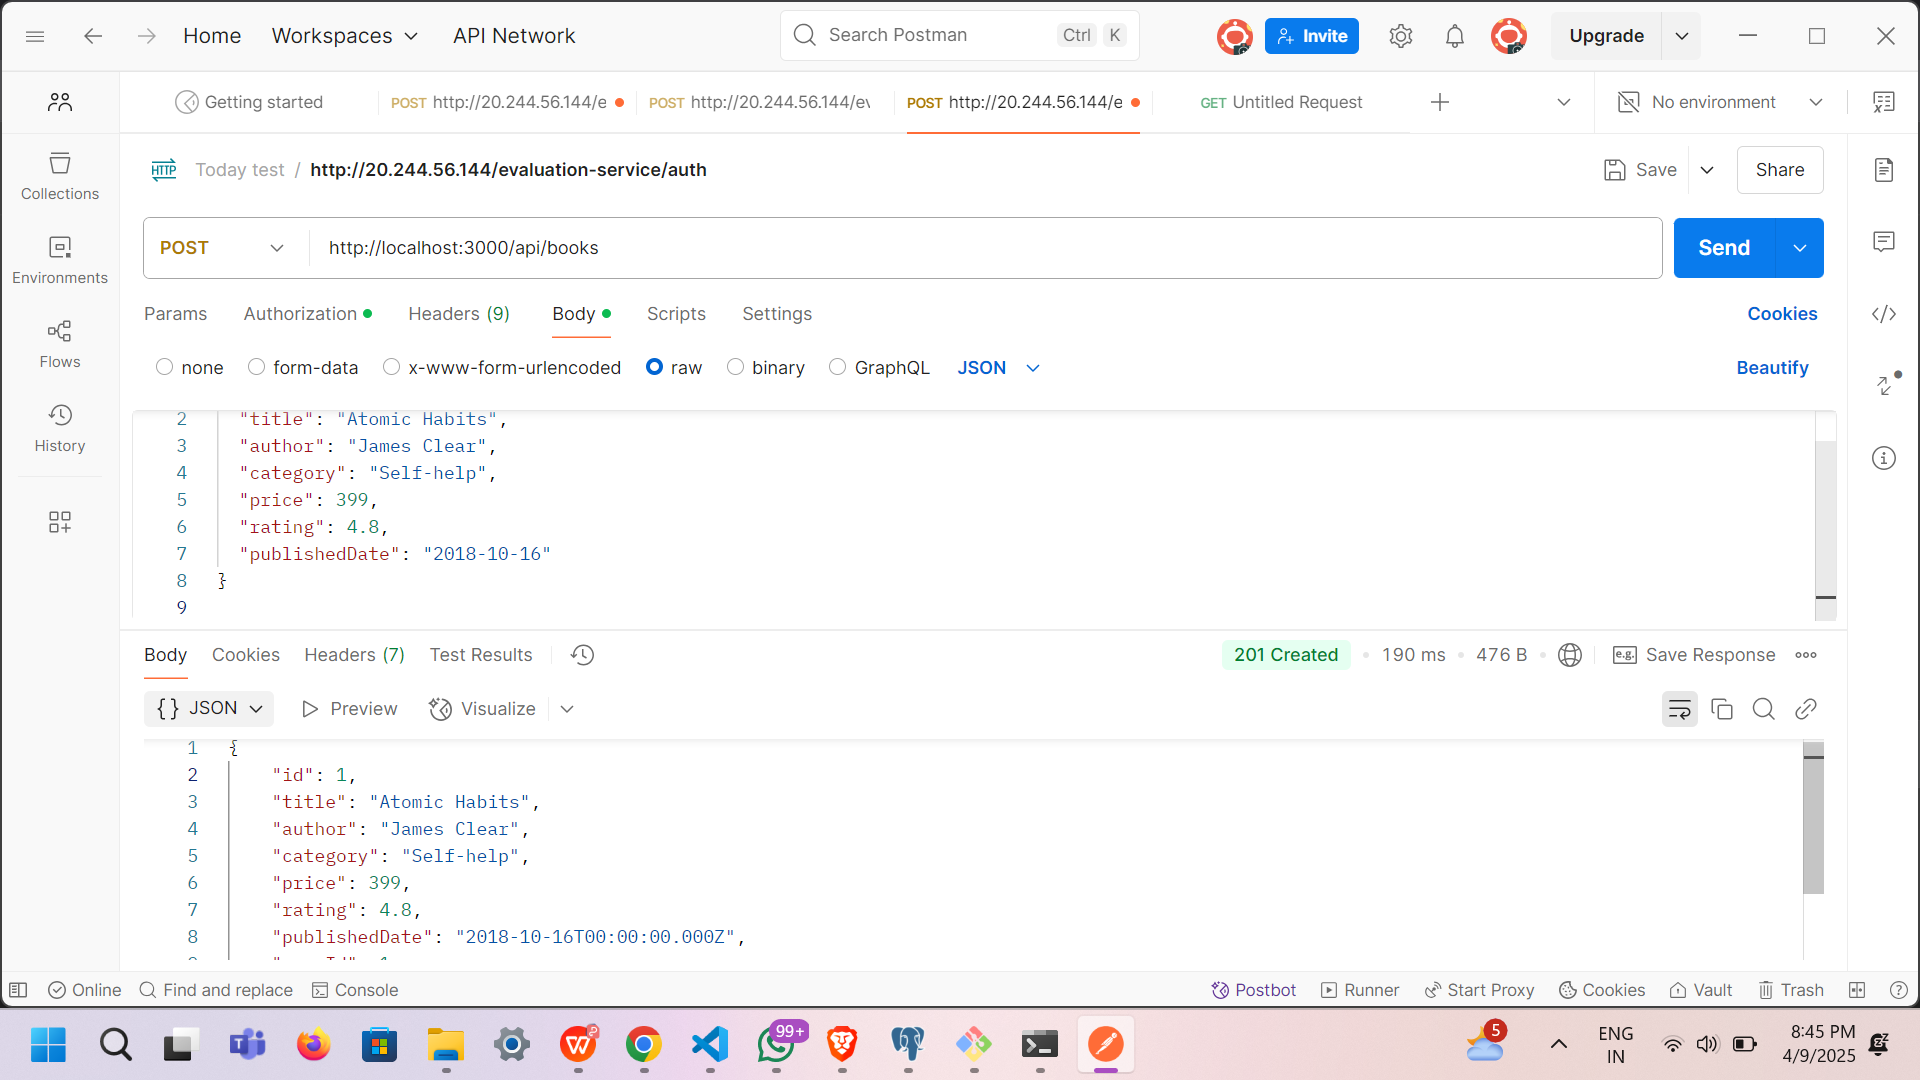 Home Workspaces API Network Search Postman Ctrl K Invite Upgrade
Getting started POST http://20.244.56.144/e POST http://20.244.56.144/ev POST http://20.244.56.144/e GET Untitled Request No environment
HTTP Today test / http://20.244.56.144/evaluation-service/auth Save Share
Collections
POST http://localhost:3000/api/books Send
Environments
Params Authorization Headers (9) Body Scripts Settings Cookies
Flows
none form-data x-www-form-urlencoded raw binary GraphQL JSON Beautify
History
2 "title": "Atomic Habits",
3 "author": "James Clear",
4 "category": "Self-help",
5 "price": 399,
6 "rating": 4.8,
7 "publishedDate": "2018-10-16"
8 }
9
Body Cookies Headers (7) Test Results 201 Created 190 ms 476 B e.g. Save Response
{} JSON Preview Visualize
1 {
2 "id": 1,
3 "title": "Atomic Habits",
4 "author": "James Clear",
5 "category": "Self-help",
6 "price": 399,
7 "rating": 4.8,
8 "publishedDate": "2018-10-16T00:00:00.000Z",
Online Find and replace Console Postbot Runner Start Proxy Cookies Vault Trash
99+ 5 ENG 8:45 PM
IN 4/9/2025